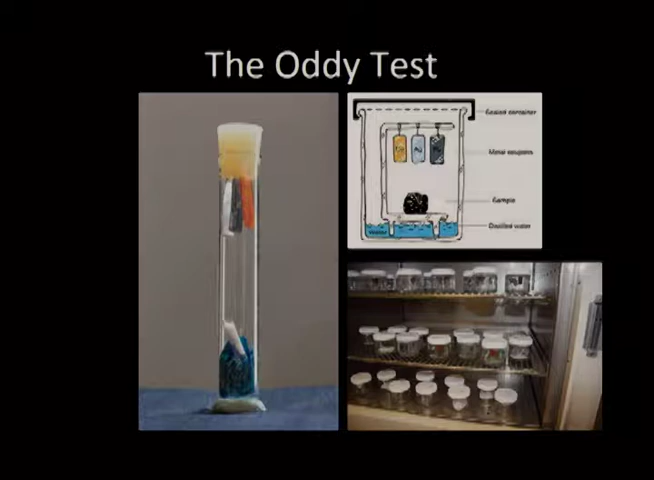 The Oddy Test
Sealed container
Metal coupons
Sample
Distilled water